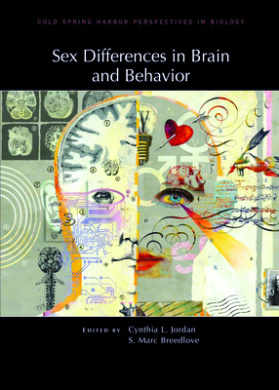 COLD SPRING HARBOR PERSPECTIVES IN BIOLOGY
Sex Differences in Brain
and Behavior
EDITED BY Cynthia L. Jordan
S. Marc Breedlove